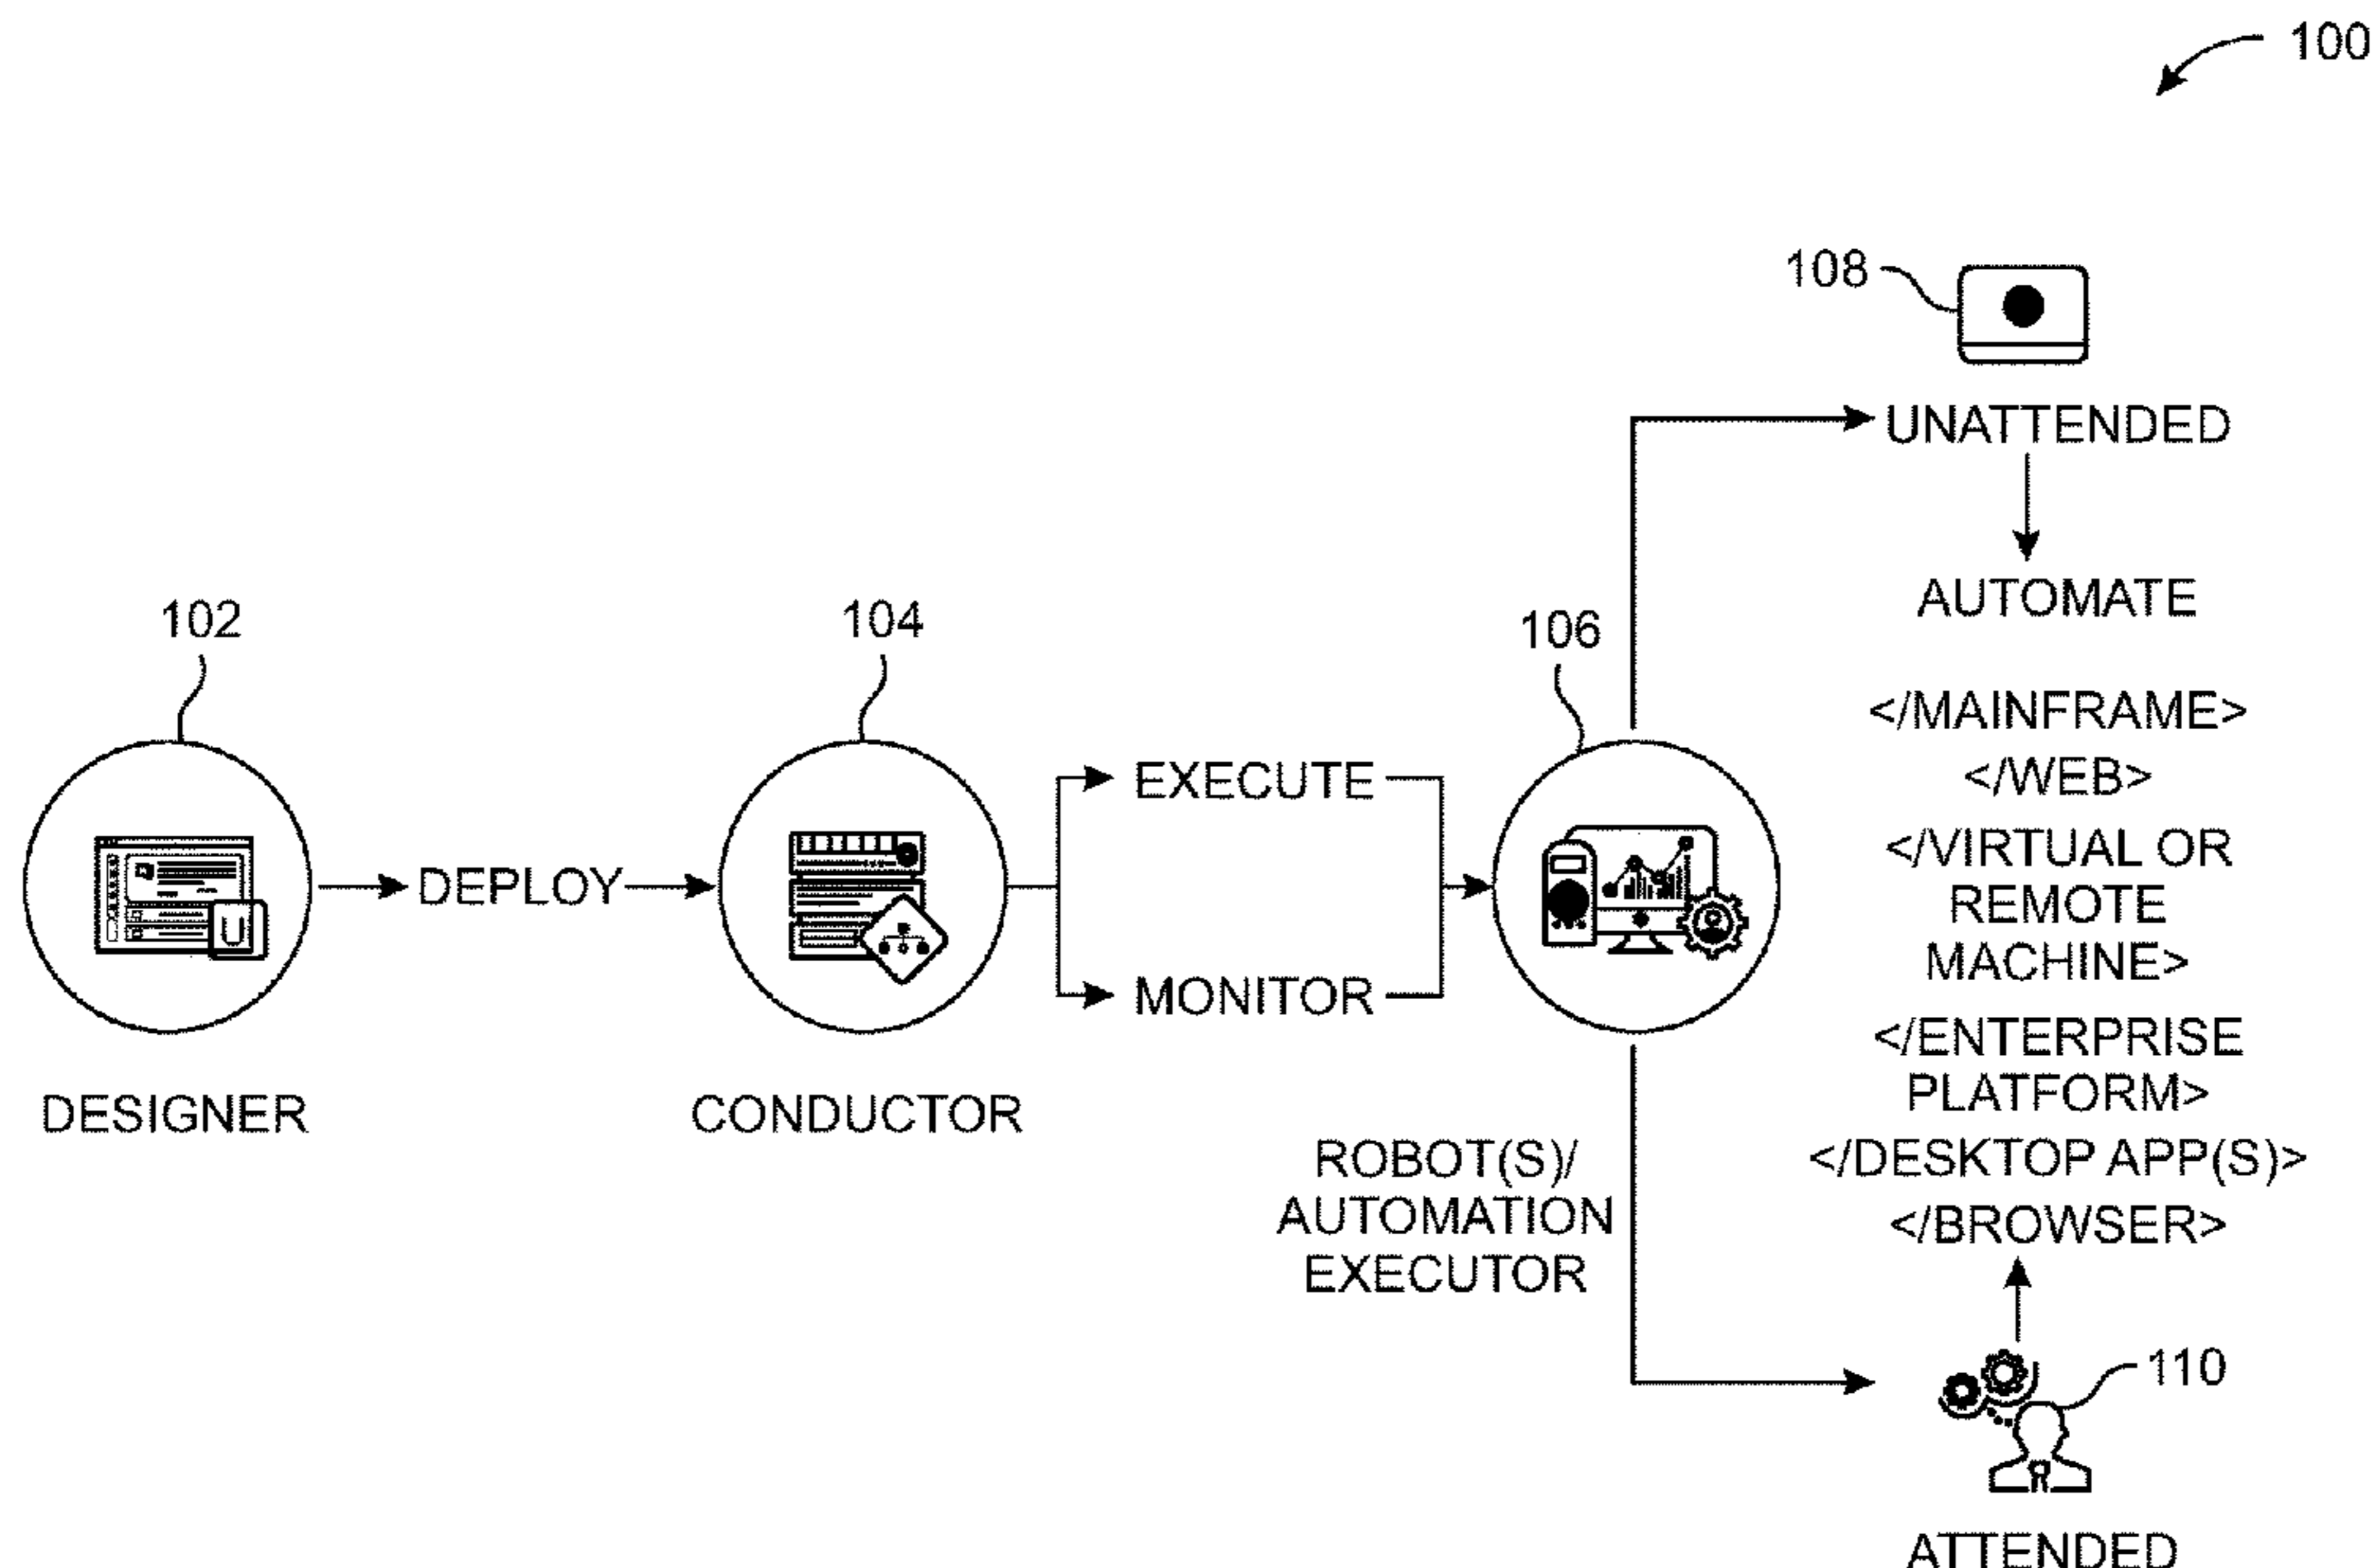 100
108
UNATTENDED
AUTOMATE
102
104
106
</MAINFRAME>
</WEB>
EXECUTE
</VIRTUAL OR
REMOTE
MACHINE>
U
DEPLOY
MONITOR
</ENTERPRISE
PLATFORM>
DESIGNER
CONDUCTOR
ROBOT(S)/
AUTOMATION
EXECUTOR
</DESKTOP APP(S)>
</BROWSER>
110
ATTENDED